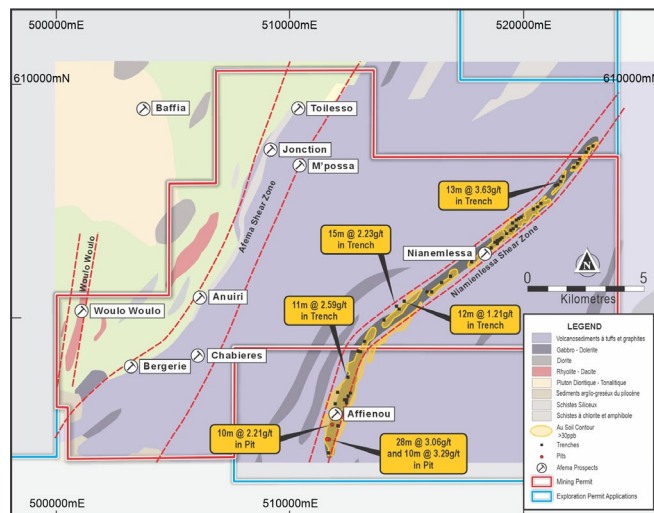 500000mE
510000mE
520000mE
610000mN
610000mN
Baffia
Toilesso
Jonction
M'possa
Afema Shear Zone
13m @ 3.63g/t
in Trench
15m @ 2.23g/t
in Trench
Nianemlessa
Niamienlessa Shear Zone
Woulo Woulo
Woulo Woulo
Anuiri
11m @ 2.59g/t
in Trench
12m @ 1.21g/t
in Trench
N
0
5
Kilometres
Bergerie
Chabieres
Affienou
10m @ 2.21g/t
in Pit
28m @ 3.06g/t
and 10m @ 3.29g/t
in Pit
LEGEND
Volcanosediments à tuffs et graphites
Gabbro - Dolerite
Diorite
Rhyolite - Dacite
Pluton Dioritique - Tonalitique
Sediments argilo-greséux du plocène
Schistes Siliceux
Schistes à chlorite et amphibole
Au Soil Contour
>30ppb
Trenches
Pits
Afema Prospects
Mining Permit
Exploration Permit Applications
500000mE
510000mE